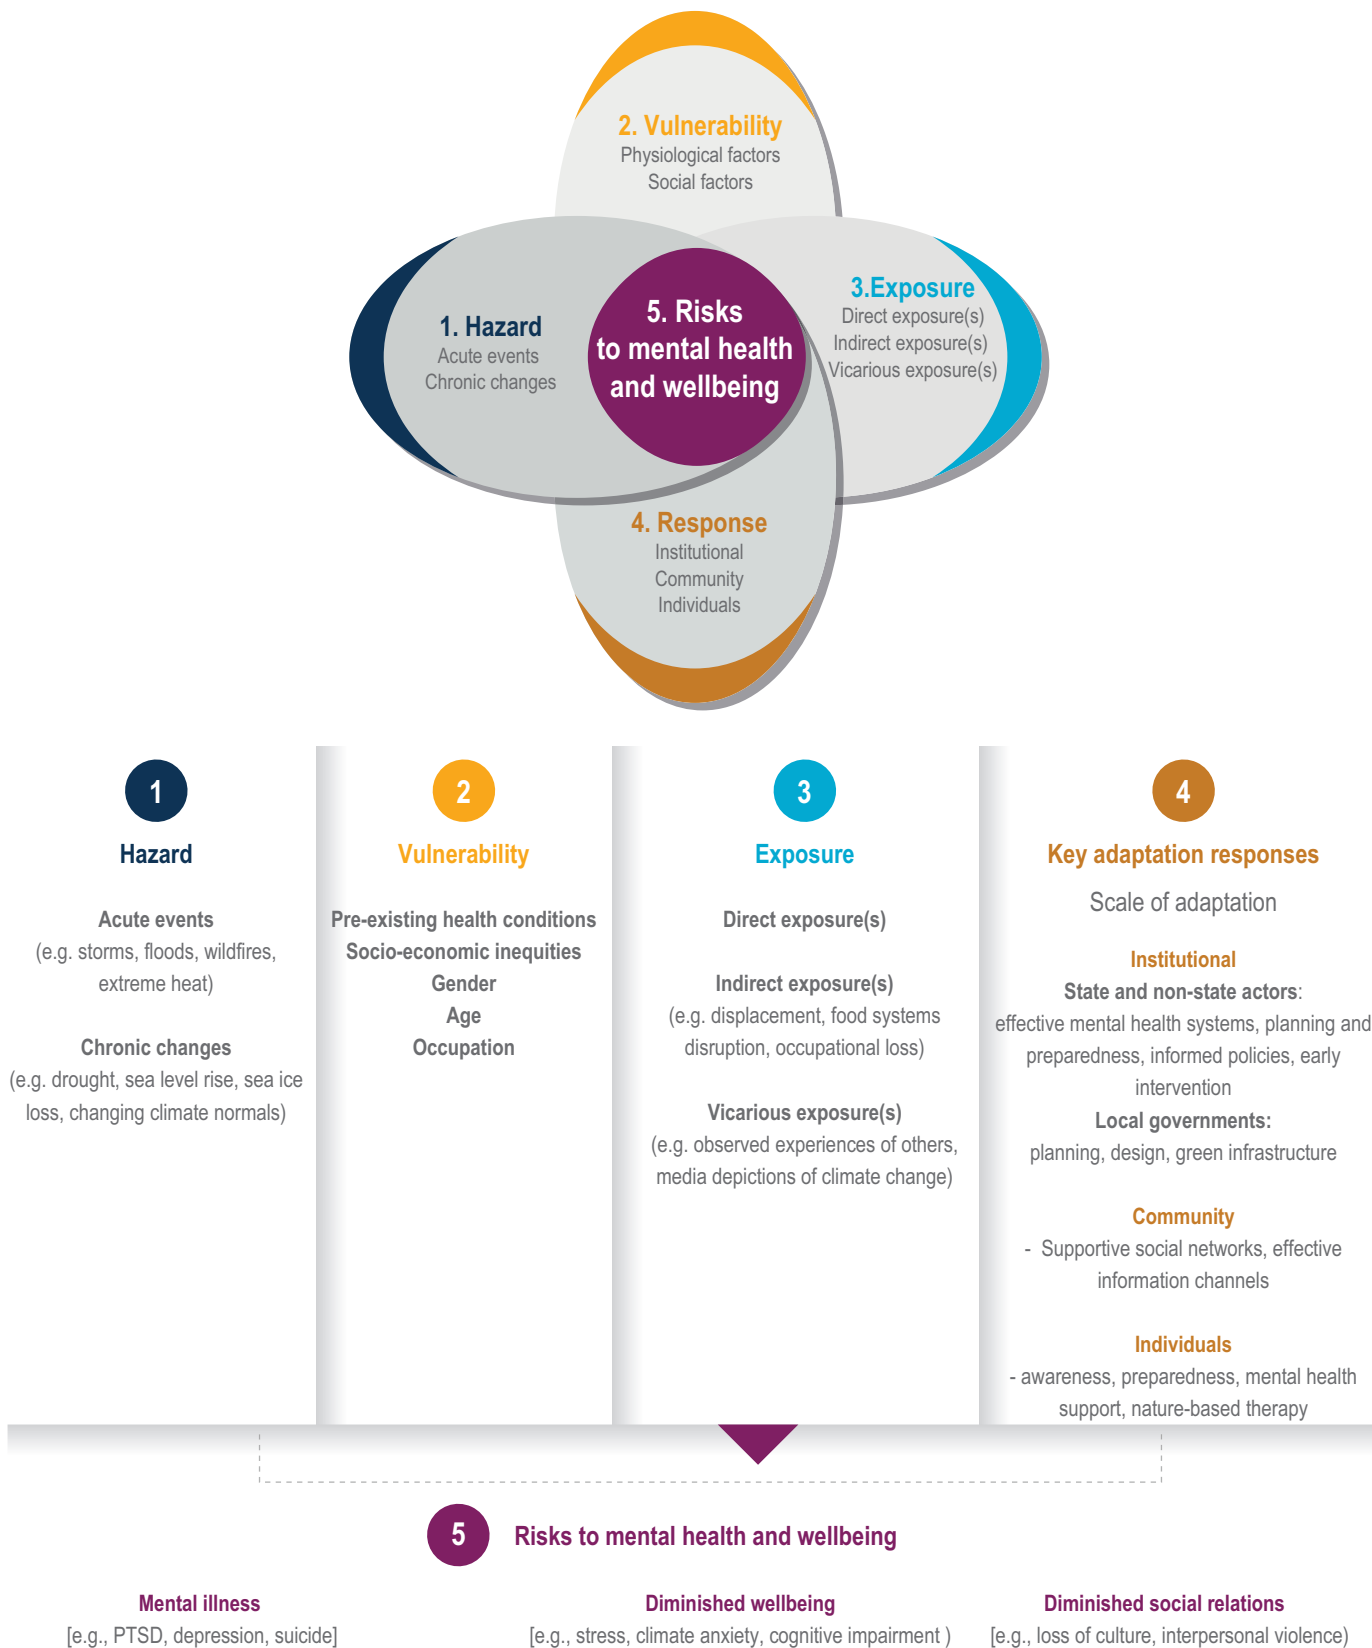 2. Vulnerability
Physiological factors
Social factors
1. Hazard
Acute events
Chronic changes
5. Risks
to mental health
and wellbeing
3.Exposure
Direct exposure(s)
Indirect exposure(s)
Vicarious exposure(s)
4. Response
Institutional
Community
Individuals
1
Hazard
Acute events
(e.g. storms, floods, wildfires,
extreme heat)
Chronic changes
(e.g. drought, sea level rise, sea ice
loss, changing climate normals)
2
Vulnerability
Pre-existing health conditions
Socio-economic inequities
Gender
Age
Occupation
3
Exposure
Direct exposure(s)
Indirect exposure(s)
(e.g. displacement, food systems
disruption, occupational loss)
Vicarious exposure(s)
(e.g. observed experiences of others,
media depictions of climate change)
4
Key adaptation responses
Scale of adaptation
Institutional
State and non-state actors:
effective mental health systems, planning and
preparedness, informed policies, early
intervention
Local governments:
planning, design, green infrastructure
Community
- Supportive social networks, effective
information channels
Individuals
- awareness, preparedness, mental health
support, nature-based therapy
5
Risks to mental health and wellbeing
Mental illness
[e.g., PTSD, depression, suicide]
Diminished wellbeing
[e.g., stress, climate anxiety, cognitive impairment )
Diminished social relations
[e.g., loss of culture, interpersonal violence)